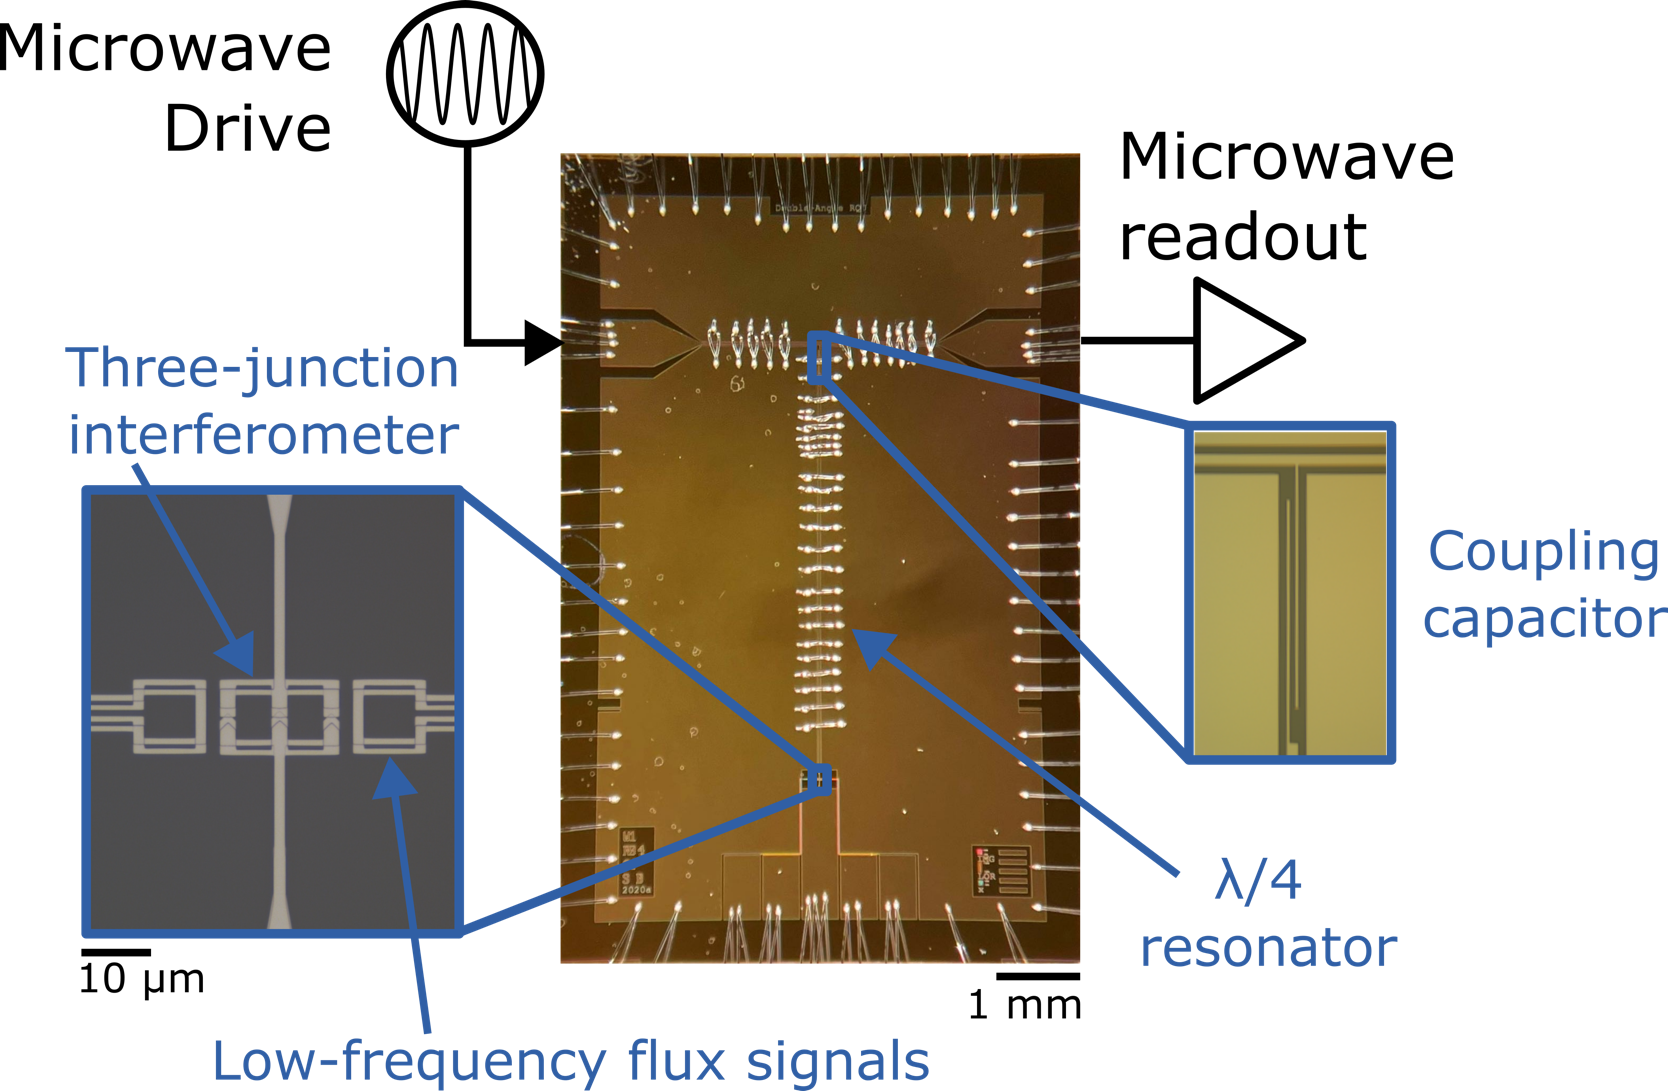 Microwave
Drive
Microwave
readout
Three-junction
interferometer
Coupling
capacitor
λ/4
resonator
10 µm
1 mm
Low-frequency flux signals
2020a